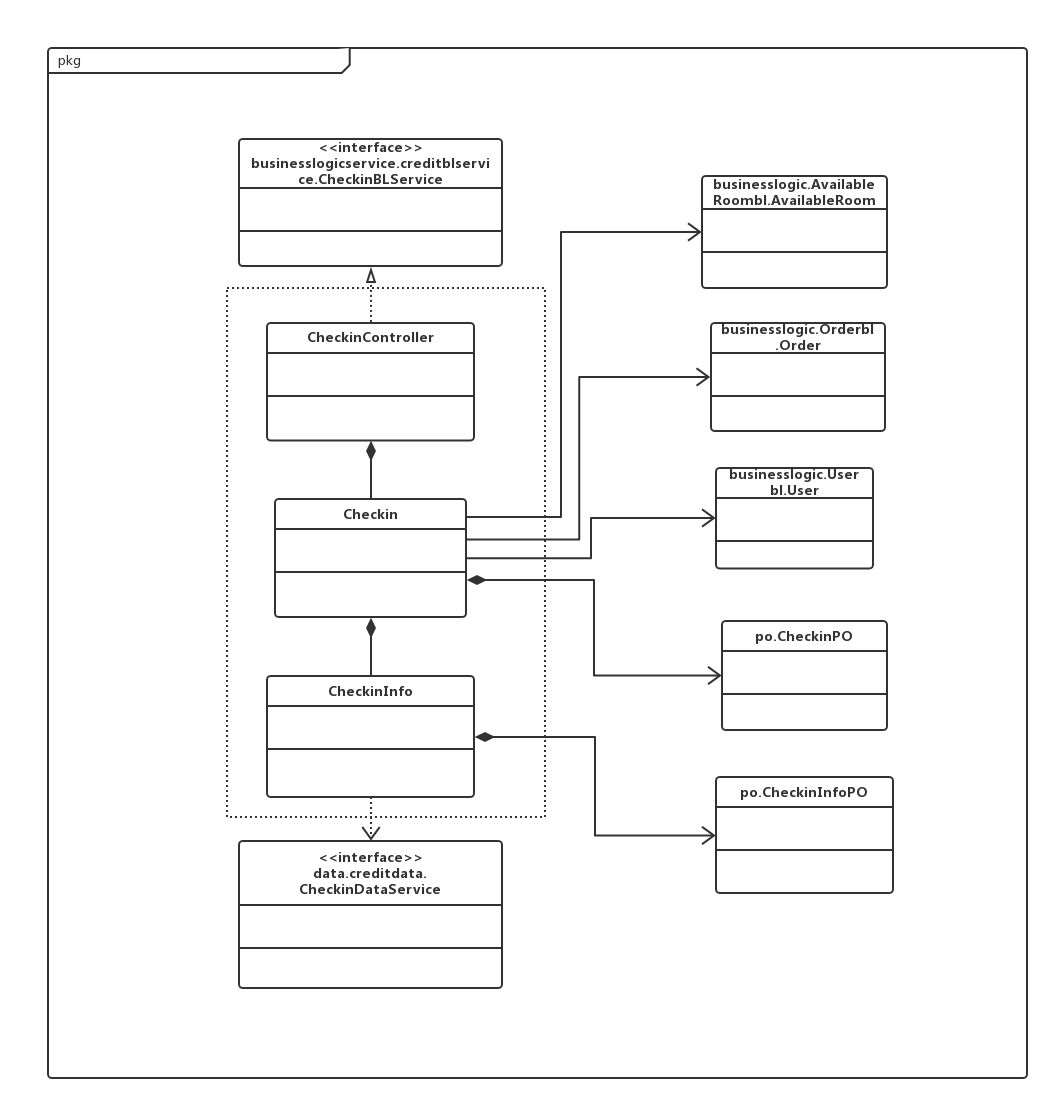 pkg
<<interface>>
businesslogicservice.creditblservi
ce.CheckinBLService
businesslogic.Available
Roombl.AvailableRoom
CheckinController
businesslogic.Orderbl
.Order
businesslogic.User
bl.User
Checkin
po.CheckinPO
CheckinInfo
po.CheckinInfoPO
<<interface>>
data.creditdata.
CheckinDataService